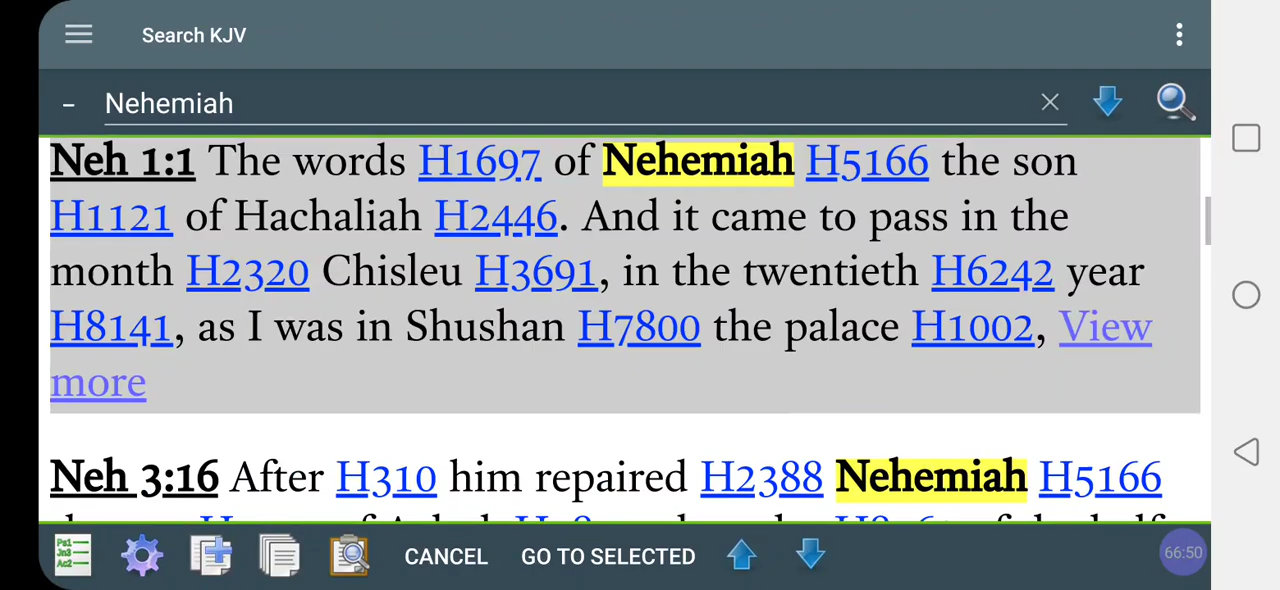 Search KJV
– Nehemiah
Neh 1:1 The words H1697 of Nehemiah H5166 the son
H1121 of Hachaliah H2446. And it came to pass in the
month H2320 Chisleu H3691, in the twentieth H6242 year
H8141, as I was in Shushan H7800 the palace H1002, View
more
Neh 3:16 After H310 him repaired H2388 Nehemiah H5166
Ps1
Jn3
Ac2
CANCEL GO TO SELECTED
66:50